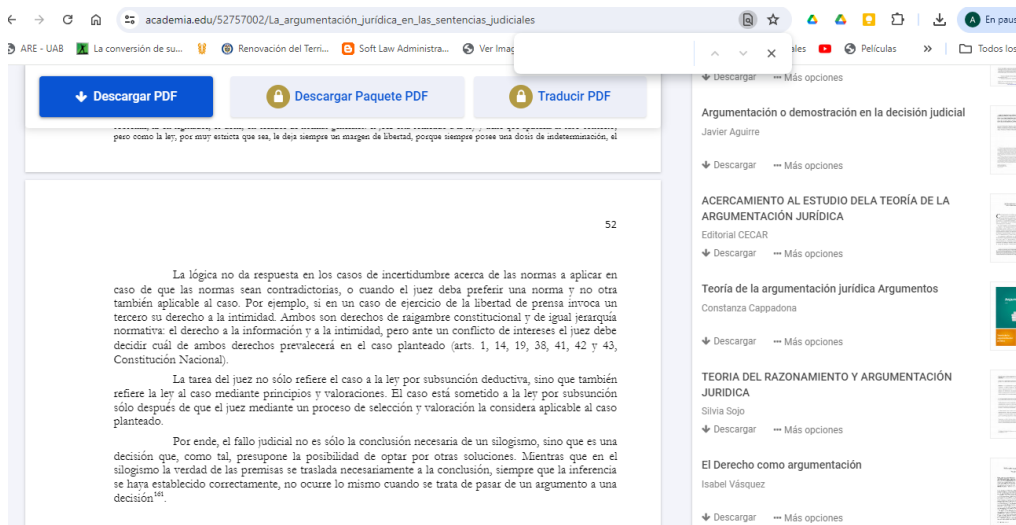 academia.edu/52757002/La_argumentación_jurídica_en_las_sentencias_judiciales
A
En paus
ARE - UAB
La conversión de su...
Renovación del Terri...
Soft Law Administra...
Ver Imag
ales
Películas
»
Todos los
Descargar PDF
Descargar Paquete PDF
Traducir PDF
pero como la ley, por muy estricta que sea, le deja siempre un margen de libertad, porque siempre posee una dosis de indeterminación, el
52
La lógica no da respuesta en los casos de incertidumbre acerca de las normas a aplicar en
caso de que las normas sean contradictorias, o cuando el juez deba preferir una norma y no otra
también aplicable al caso. Por ejemplo, si en un caso de ejercicio de la libertad de prensa invoca un
tercero su derecho a la intimidad. Ambos son derechos de raigambre constitucional y de igual jerarquía
normativa: el derecho a la información y a la intimidad, pero ante un conflicto de intereses el juez debe
decidir cuál de ambos derechos prevalecerá en el caso planteado (arts. 1, 14, 19, 38, 41, 42 y 43,
Constitución Nacional).
La tarea del juez no sólo refiere el caso a la ley por subsunción deductiva, sino que también
refiere la ley al caso mediante principios y valoraciones. El caso está sometido a la ley por subsunción
sólo después de que el juez mediante un proceso de selección y valoración la considera aplicable al caso
planteado.
Por ende, el fallo judicial no es sólo la conclusión necesaria de un silogismo, sino que es una
decisión que, como tal, presupone la posibilidad de optar por otras soluciones. Mientras que en el
silogismo la verdad de las premisas se traslada necesariamente a la conclusión, siempre que la inferencia
se haya establecido correctamente, no ocurre lo mismo cuando se trata de pasar de un argumento a una
decisión161.
Descargar ••• Más opciones
Argumentación o demostración en la decisión judicial
Javier Aguirre
Descargar ••• Más opciones
ACERCAMIENTO AL ESTUDIO DELA TEORÍA DE LA
ARGUMENTACIÓN JURÍDICA
Editorial CECAR
Descargar ••• Más opciones
Teoría de la argumentación jurídica Argumentos
Constanza Cappadona
Descargar ••• Más opciones
TEORIA DEL RAZONAMIENTO Y ARGUMENTACIÓN
JURIDICA
Silvia Sojo
Descargar ••• Más opciones
El Derecho como argumentación
Isabel Vásquez
Descargar ••• Más opciones